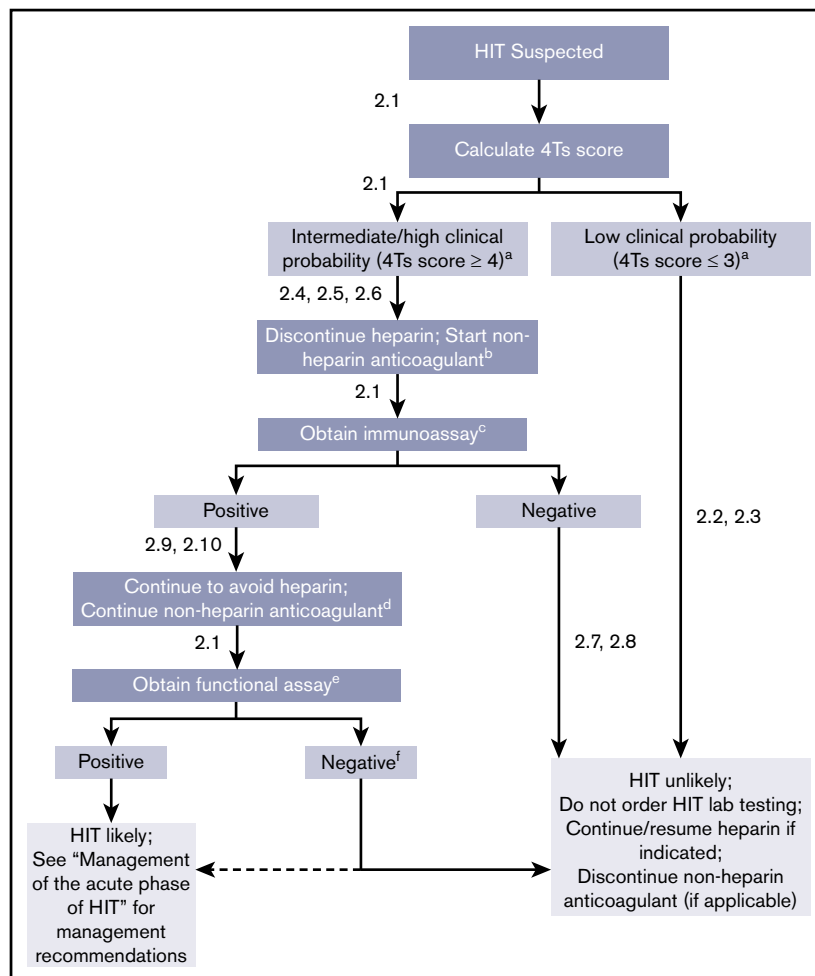 HIT Suspected
2.1
Calculate 4Ts score
2.1
Intermediate/high clinical
probability (4Ts score ≥ 4)ᵃ
Low clinical probability
(4Ts score ≤ 3)ᵃ
2.4, 2.5, 2.6
Discontinue heparin; Start non-
heparin anticoagulantᵇ
2.1
Obtain immunoassayᶜ
Positive
Negative
2.2, 2.3
2.9, 2.10
Continue to avoid heparin;
Continue non-heparin anticoagulantᵈ
2.1
2.7, 2.8
Obtain functional assayᵉ
Positive
Negativeᶠ
HIT likely;
See “Management
of the acute phase
of HIT” for
management
recommendations
HIT unlikely;
Do not order HIT lab testing;
Continue/resume heparin if
indicated;
Discontinue non-heparin
anticoagulant (if applicable)